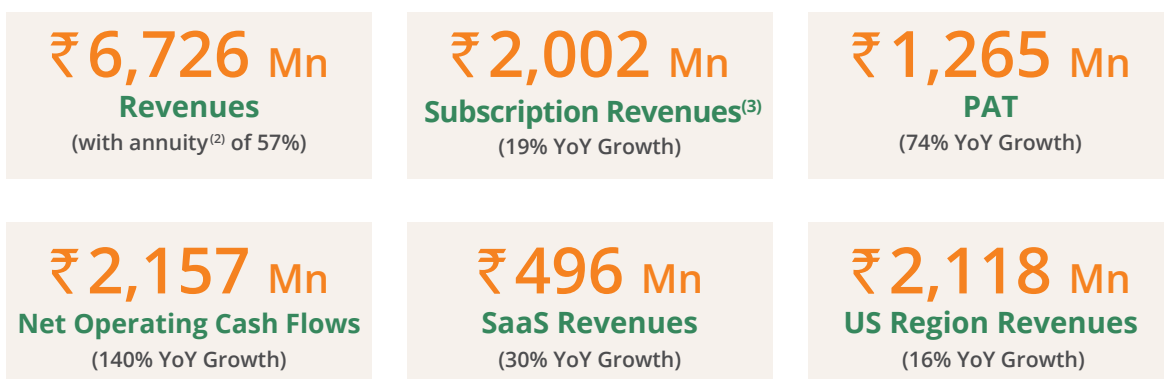 ₹6,726 Mn
Revenues
(with annuity(2) of 57%)
₹2,002 Mn
Subscription Revenues(3)
(19% YoY Growth)
₹1,265 Mn
PAT
(74% YoY Growth)
₹2,157 Mn
Net Operating Cash Flows
(140% YoY Growth)
₹496 Mn
SaaS Revenues
(30% YoY Growth)
₹2,118 Mn
US Region Revenues
(16% YoY Growth)